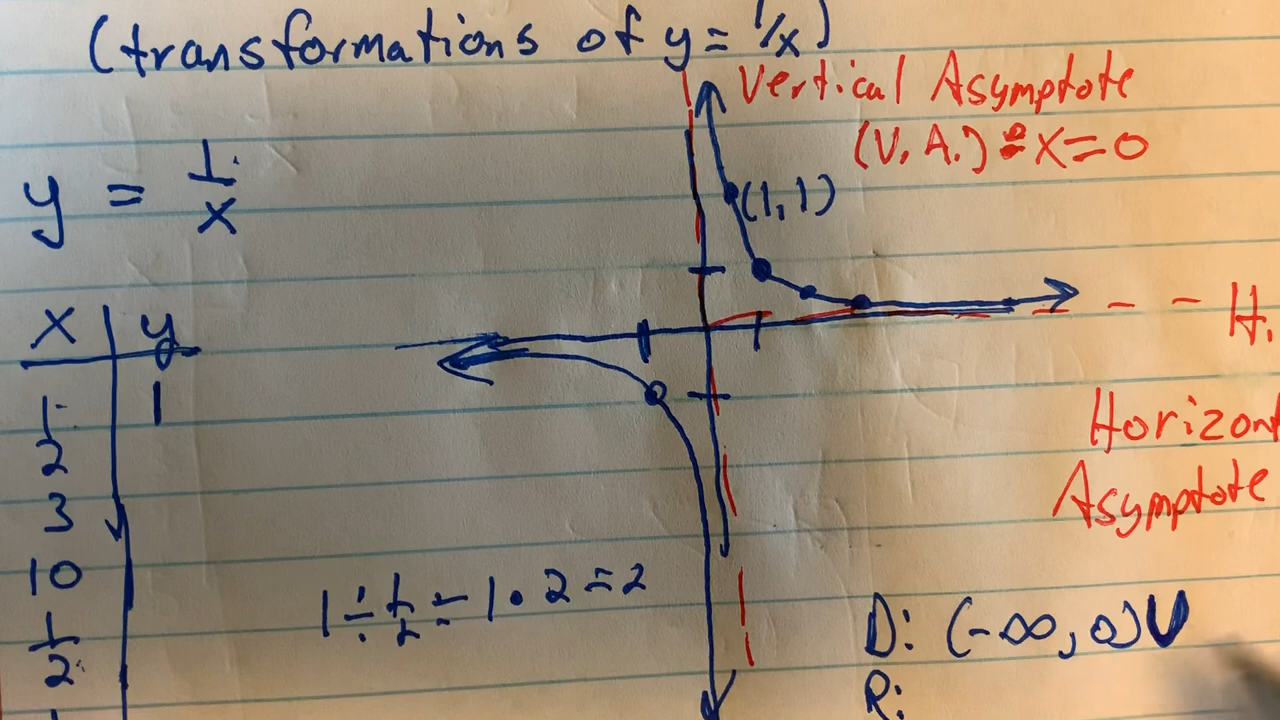 (transformations of y = 1/x)
Vertical Asymptote
(V. A.) : x = 0
y = 1/x
(1, 1)
x | y
1 | 1
2
3
10
1/2
H.
Horizont
Asymptote
1 ÷ 1/2 = 1 • 2 = 2
D: (-∞, 0) U
R: